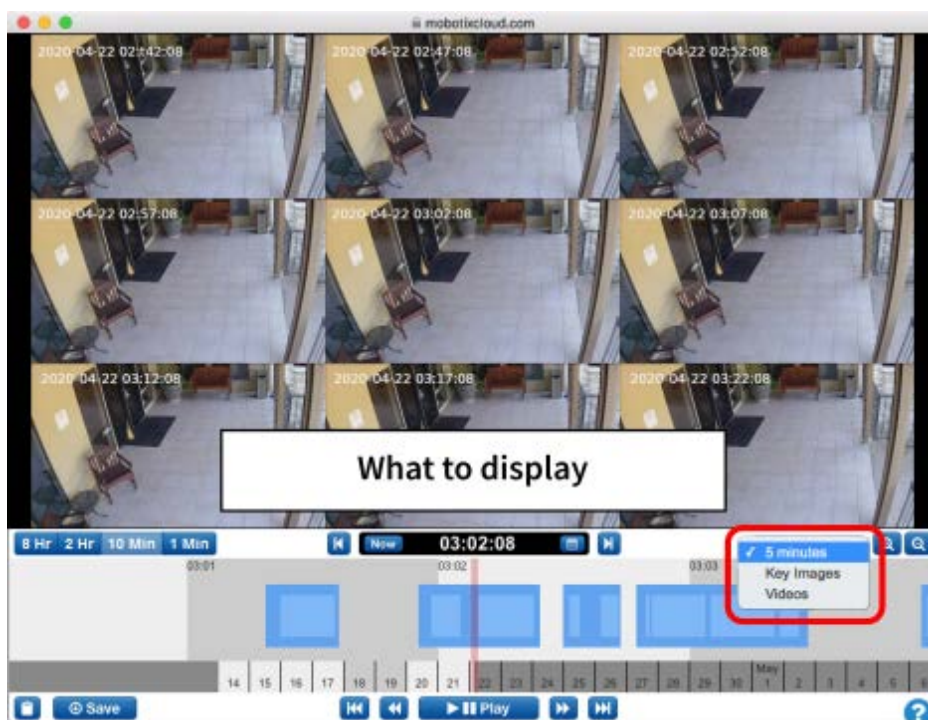 mobotixcloud.com
2020-04-22 02:42:08
2020-04-22 02:47:08
2020-04-22 02:52:08
2020-04-22 02:57:08
2020-04-22 03:02:08
2020-04-22 03:07:08
2020-04-22 03:12:08
2020-04-22 03:17:08
2020-04-22 03:22:08
What to display
8 Hr 2 Hr 10 Min 1 Min
Now 03:02:08
✓ 5 minutes
Key Images
Videos
03:01 03:02 03:03
May
14 15 16 17 18 19 20 21 22 23 24 25 26 27 28 29 30 1 2 3 4 5 6
Save
Play
?